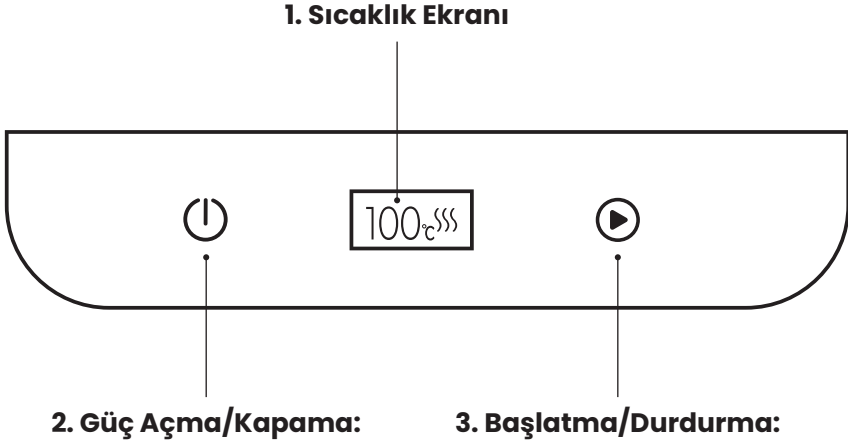 1. Sıcaklık Ekranı
100°C
2. Güç Açma/Kapama:
3. Başlatma/Durdurma: